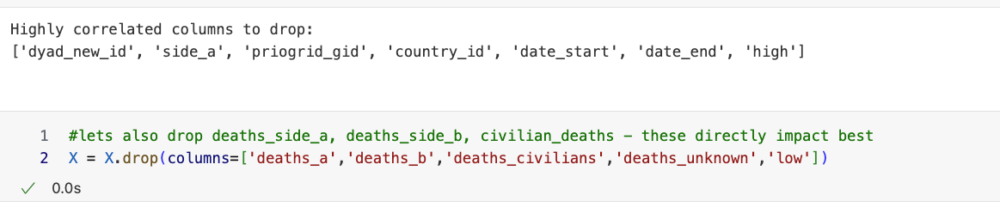 Highly correlated columns to drop:
['dyad_new_id', 'side_a', 'priogrid_gid', 'country_id', 'date_start', 'date_end', 'high']
1 #lets also drop deaths_side_a, deaths_side_b, civilian_deaths - these directly impact best
2 X = X.drop(columns=['deaths_a','deaths_b','deaths_civilians','deaths_unknown','low'])
0.0s